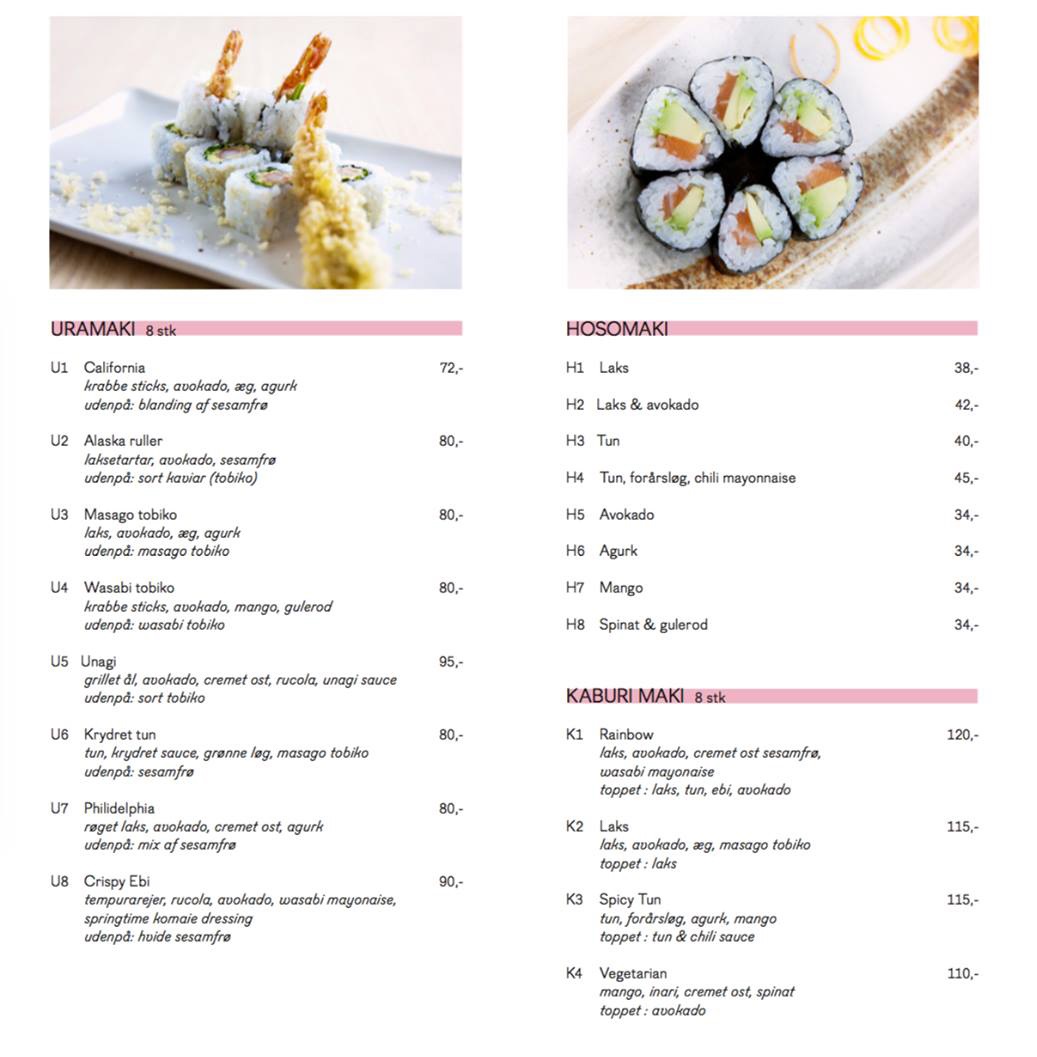 URAMAKI 8 stk
U1 California 72,-
krabbe sticks, avokado, æg, agurk
udenpå: blanding af sesamfrø
U2 Alaska ruller 80,-
laksetartar, avokado, sesamfrø
udenpå: sort kaviar (tobiko)
U3 Masago tobiko 80,-
laks, avokado, æg, agurk
udenpå: masago tobiko
U4 Wasabi tobiko 80,-
krabbe sticks, avokado, mango, gulerod
udenpå: wasabi tobiko
U5 Unagi 95,-
grillet ål, avokado, cremet ost, rucola, unagi sauce
udenpå: sort tobiko
U6 Krydret tun 80,-
tun, krydret sauce, grønne løg, masago tobiko
udenpå: sesamfrø
U7 Philidelphia 80,-
røget laks, avokado, cremet ost, agurk
udenpå: mix af sesamfrø
U8 Crispy Ebi 90,-
tempurarejer, rucola, avokado, wasabi mayonaise,
springtime komaie dressing
udenpå: hvide sesamfrø
HOSOMAKI
H1 Laks 38,-
H2 Laks & avokado 42,-
H3 Tun 40,-
H4 Tun, forårsløg, chili mayonnaise 45,-
H5 Avokado 34,-
H6 Agurk 34,-
H7 Mango 34,-
H8 Spinat & gulerod 34,-
KABURI MAKI 8 stk
K1 Rainbow 120,-
laks, avokado, cremet ost sesamfrø,
wasabi mayonaise
toppet : laks, tun, ebi, avokado
K2 Laks 115,-
laks, avokado, æg, masago tobiko
toppet : laks
K3 Spicy Tun 115,-
tun, forårsløg, agurk, mango
toppet : tun & chili sauce
K4 Vegetarian 110,-
mango, inari, cremet ost, spinat
toppet : avokado